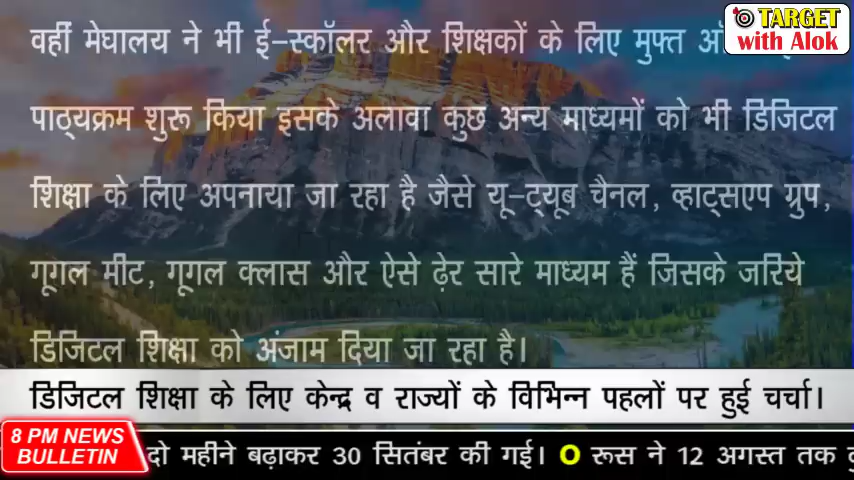 TARGET
with Alok
वहीं मेघालय ने भी ई-स्कॉलर और शिक्षकों के लिए मुफ्त
पाठ्यक्रम शुरू किया इसके अलावा कुछ अन्य माध्यमों को भी डिजिटल
शिक्षा के लिए अपनाया जा रहा है जैसे यू-ट्यूब चैनल, व्हाट्सएप ग्रुप,
गूगल मीट, गूगल क्लास और ऐसे ढ़ेर सारे माध्यम हैं जिसके जरिये
डिजिटल शिक्षा को अंजाम दिया जा रहा है।
डिजिटल शिक्षा के लिए केन्द्र व राज्यों के विभिन्न पहलों पर हुई चर्चा।
8 PM NEWS
BULLETIN
दो महीने बढ़ाकर 30 सितंबर की गई। O रूस ने 12 अगस्त तक